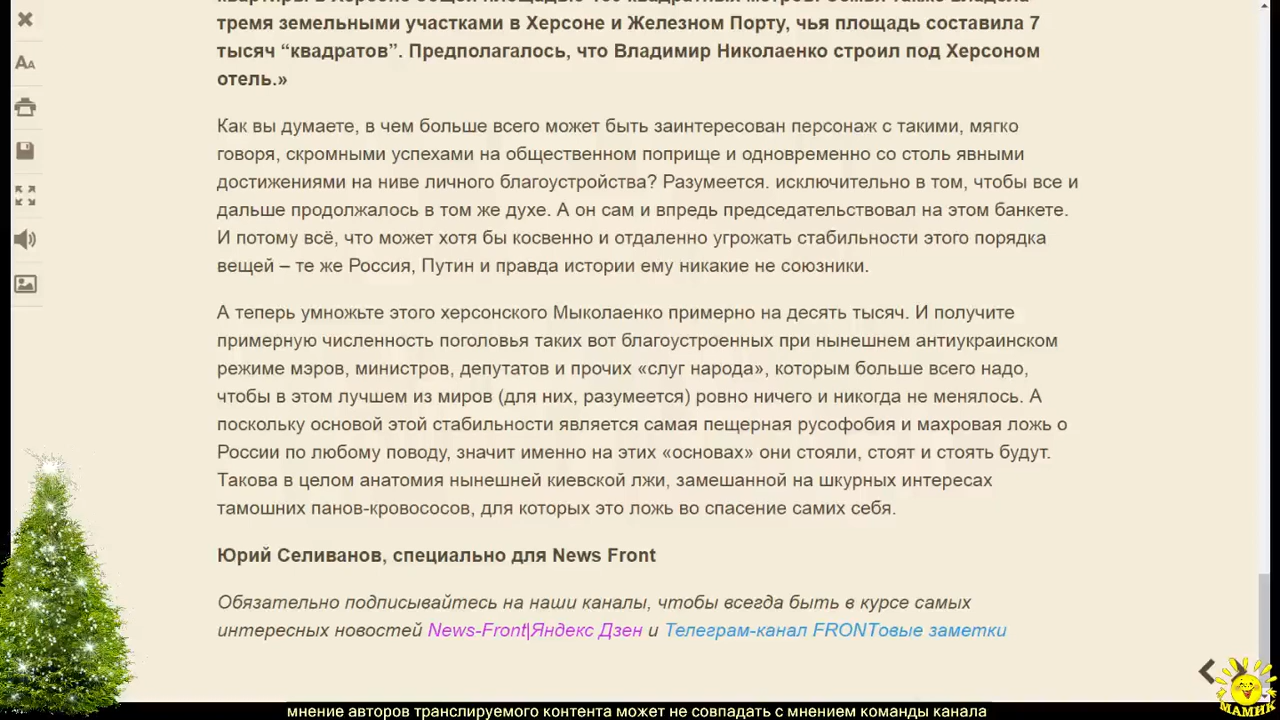 тремя земельными участками в Херсоне и Железном Порту, чья площадь составила 7
тысяч “квадратов”. Предполагалось, что Владимир Николаенко строил под Херсоном
отель.»
Как вы думаете, в чем больше всего может быть заинтересован персонаж с такими, мягко
говоря, скромными успехами на общественном поприще и одновременно со столь явными
достижениями на ниве личного благоустройства? Разумеется. исключительно в том, чтобы все и
дальше продолжалось в том же духе. А он сам и впредь председательствовал на этом банкете.
И потому всё, что может хотя бы косвенно и отдаленно угрожать стабильности этого порядка
вещей – те же Россия, Путин и правда истории ему никакие не союзники.
А теперь умножьте этого херсонского Мыколаенко примерно на десять тысяч. И получите
примерную численность поголовья таких вот благоустроенных при нынешнем антиукраинском
режиме мэров, министров, депутатов и прочих «слуг народа», которым больше всего надо,
чтобы в этом лучшем из миров (для них, разумеется) ровно ничего и никогда не менялось. А
поскольку основой этой стабильности является самая пещерная русофобия и махровая ложь о
России по любому поводу, значит именно на этих «основах» они стояли, стоят и стоять будут.
Такова в целом анатомия нынешней киевской лжи, замешанной на шкурных интересах
тамошних панов-кровососов, для которых это ложь во спасение самих себя.
Юрий Селиванов, специально для News Front
Обязательно подписывайтесь на наши каналы, чтобы всегда быть в курсе самых
интересных новостей News-Front|Яндекс Дзен и Телеграм-канал FRONTовые заметки
МАМИК
мнение авторов транслируемого контента может не совпадать с мнением команды канала